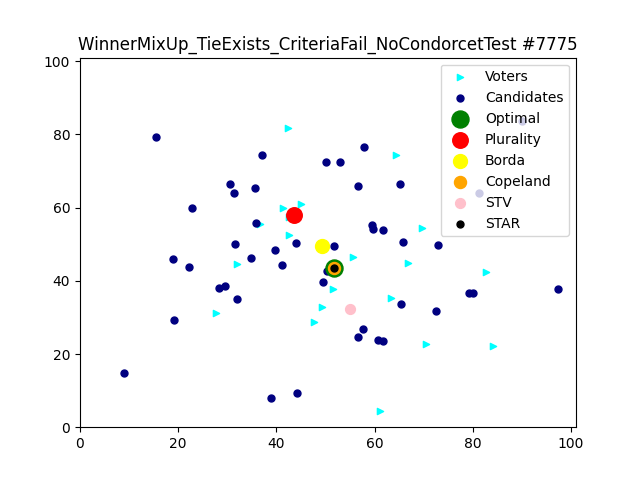 WinnerMixUp_TieExists_CriteriaFail_NoCondorcetTest #7775
100
80
60
40
20
0
0 20 40 60 80 100
Voters
Candidates
Optimal
Plurality
Borda
Copeland
STV
STAR